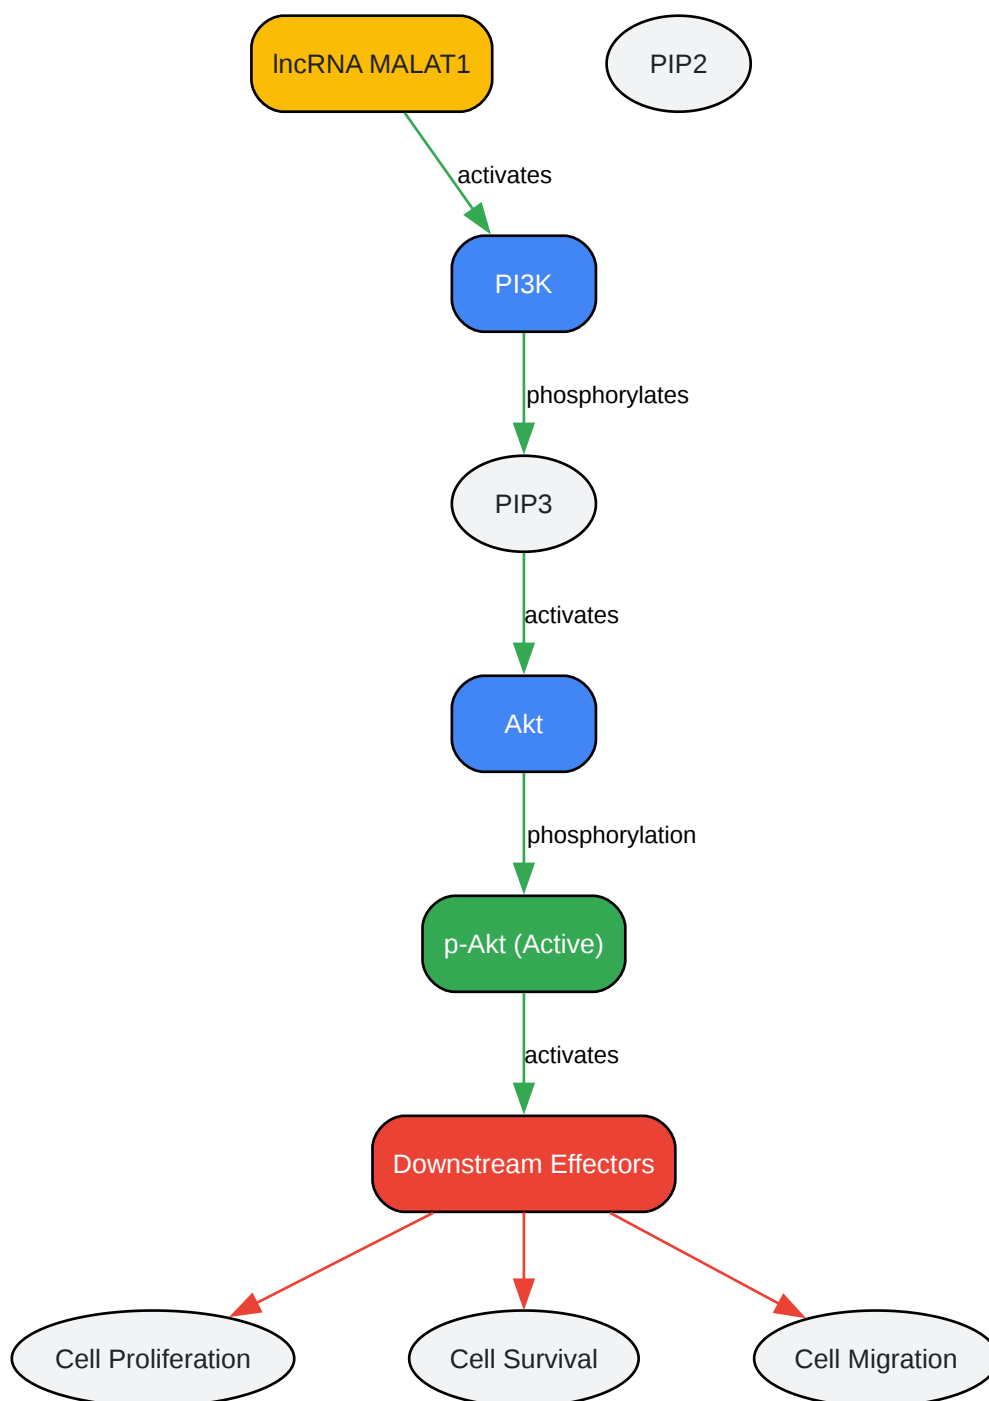 lncRNA MALAT1
PIP2
activates
PI3K
phosphorylates
PIP3
activates
Akt
phosphorylation
p-Akt (Active)
activates
Downstream Effectors
Cell Proliferation
Cell Survival
Cell Migration